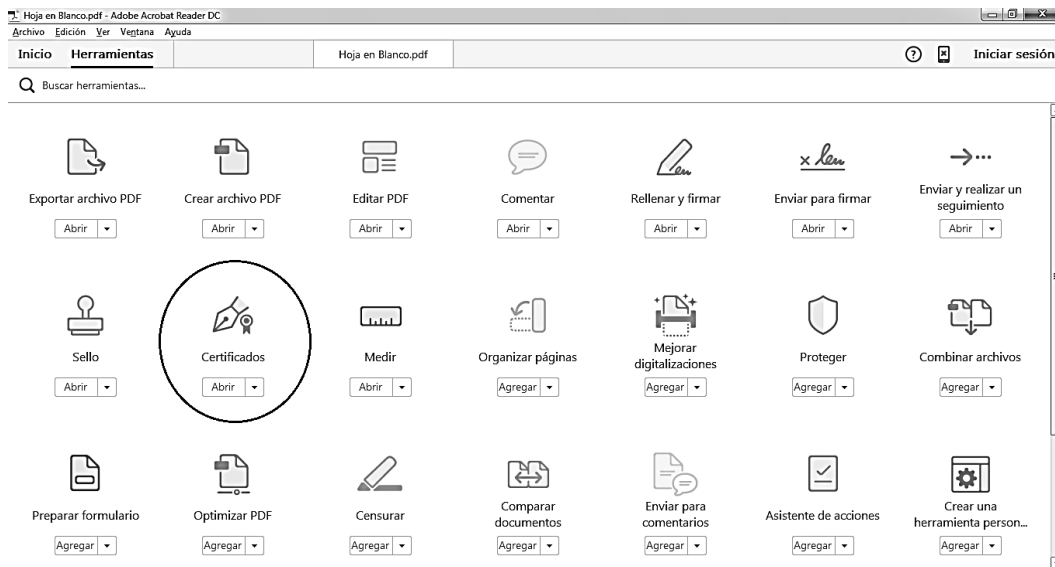 Hoja en Blanco.pdf - Adobe Acrobat Reader DC
Archivo Edición Ver Ventana Ayuda
Inicio Herramientas Hoja en Blanco.pdf Iniciar sesión
Buscar herramientas...
Exportar archivo PDF Crear archivo PDF Editar PDF Comentar Rellenar y firmar Enviar para firmar Enviar y realizar un
seguimiento
Abrir Abrir Abrir Abrir Abrir Abrir Abrir
Sello Certificados Medir Organizar páginas Mejorar
digitalizaciones Proteger Combinar archivos
Abrir Abrir Abrir Agregar Agregar Agregar Agregar
Preparar formulario Optimizar PDF Censurar Comparar
documentos Enviar para
comentarios Asistente de acciones Crear una
herramienta person...
Agregar Agregar Agregar Agregar Agregar Agregar Agregar